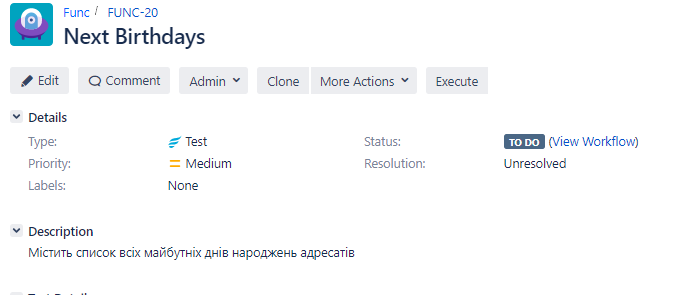 Func / FUNC-20
Next Birthdays
Edit Comment Admin Clone More Actions Execute
Details
Type: Test Status: TO DO (View Workflow)
Priority: Medium Resolution: Unresolved
Labels: None
Description
Містить список всіх майбутніх днів народжень адресатів